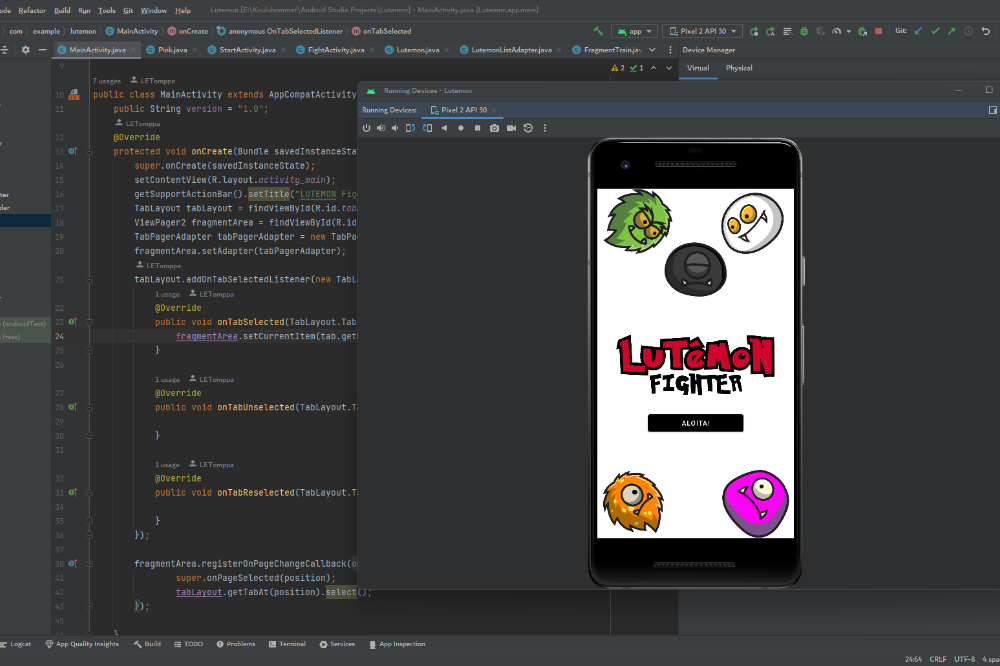 ode Refactor Build Run Tools Git Window Help Lutemon [E:\Kouluhommat\Android Studio Projects\Lutemon] - MainActivity.java [Lutemon.app.main]
com example lutemon MainActivity onCreate anonymous OnTabSelectedListener onTabSelected app Pixel 2 API 30 Git:
MainActivity.java Pink.java StartActivity.java FightActivity.java Lutemon.java LutemonListAdapter.java FragmentTrain.java Device Manager
2 1 Virtual Physical
9
7 usages LETomppa
10 public class MainActivity extends AppCompatActivity
11 public String version = "1.0";
LETomppa
12 @Override
13 protected void onCreate(Bundle savedInstanceSta
14 super.onCreate(savedInstanceState);
15 setContentView(R.layout.activity_main);
16 getSupportActionBar().setTitle("LUTEMON Fig
17 TabLayout tabLayout = findViewById(R.id.tab
18 ViewPager2 fragmentArea = findViewById(R.id
19 TabPagerAdapter tabPagerAdapter = new TabPa
20 fragmentArea.setAdapter(tabPagerAdapter);
LETomppa
21 tabLayout.addOnTabSelectedListener(new TabL
1 usage LETomppa
22 @Override
23 public void onTabSelected(TabLayout.Tab
24 fragmentArea.setCurrentItem(tab.get
25 }
26
1 usage LETomppa
27 @Override
28 public void onTabUnselected(TabLayout.T
29
30 }
31
1 usage LETomppa
32 @Override
33 public void onTabReselected(TabLayout.T
34
35 }
36 });
37
38 fragmentArea.registerOnPageChangeCallback(
41 super.onPageSelected(position);
42 tabLayout.getTabAt(position).select();
43 });
44
}
ter
der
(androidTest)
(test)
Running Devices - Lutemon
Running Devices: Pixel 2 API 30
LUTêMON
FIGHTER
ALOITA!
Logcat App Quality Insights Build TODO Problems Terminal Services App Inspection
24:64 CRLF UTF-8 4 spa